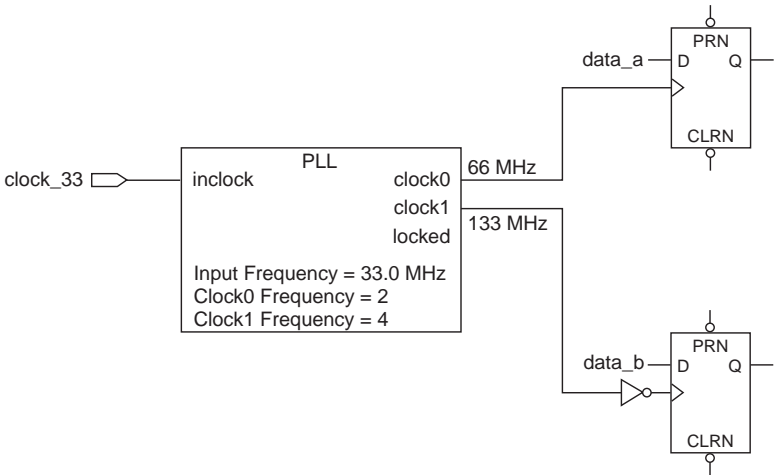 PRN
data_a
D
Q
CLRN
PLL
clock_33
inclock
clock0
66 MHz
clock1
133 MHz
locked
Input Frequency = 33.0 MHz
Clock0 Frequency = 2
Clock1 Frequency = 4
PRN
data_b
D
Q
CLRN